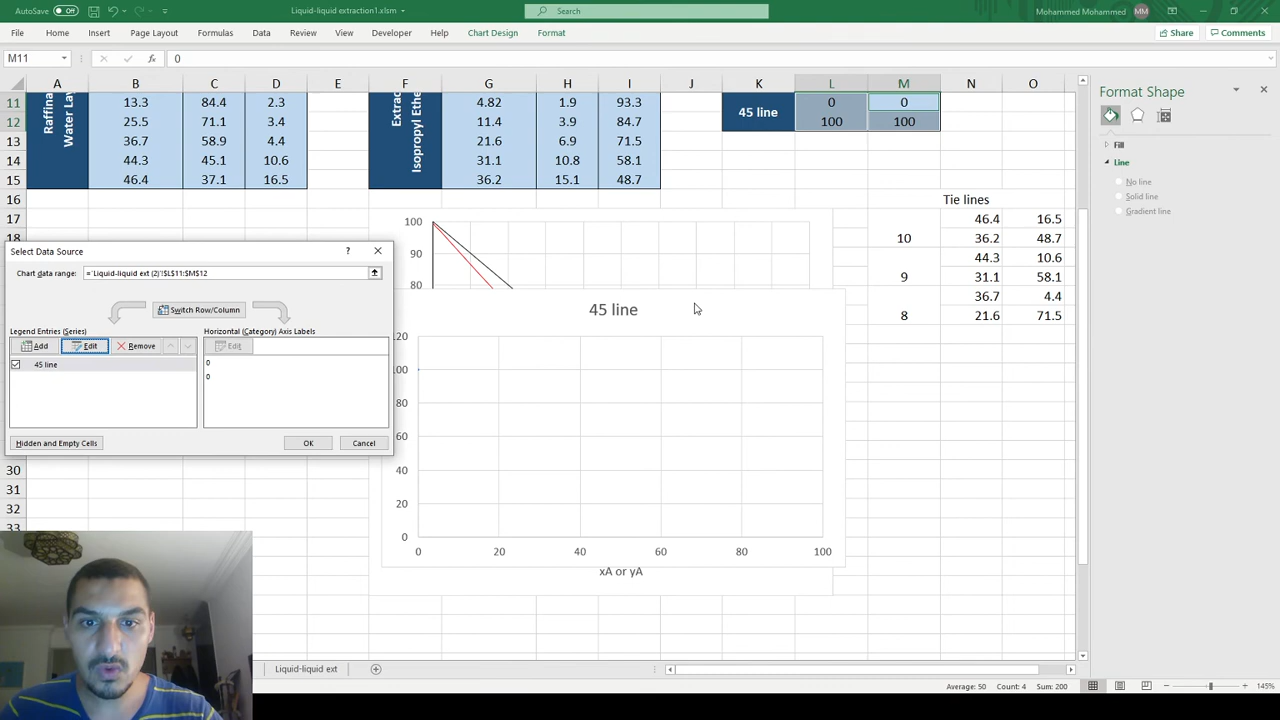 AutoSave Off Liquid-liquid extraction1.xlsm Search Mohammed Mohammed MM
File Home Insert Page Layout Formulas Data Review View Developer Help Chart Design Format Share Comments
M11 fx 0
A B C D E F G H I J K L M N O
11 13.3 84.4 2.3 4.82 1.9 93.3 0 0
12 25.5 71.1 3.4 11.4 3.9 84.7 100 100
13 36.7 58.9 4.4 21.6 6.9 71.5
14 44.3 45.1 10.6 31.1 10.8 58.1
15 46.4 37.1 16.5 36.2 15.1 48.7
Water Lay
Isopropyl Ethe
45 line
16 Tie lines
17 46.4 16.5
18 10 36.2 48.7
44.3 10.6
9 31.1 58.1
36.7 4.4
8 21.6 71.5
100
90
80
Select Data Source ?
Chart data range: ='Liquid-liquid ext (2)'!$L$11:$M$12
Switch Row/Column
Legend Entries (Series) Horizontal (Category) Axis Labels
Add Edit Remove Edit
45 line 0
0
Hidden and Empty Cells OK Cancel
45 line
120
100
80
60
40
20
0
0 20 40 60 80 100
xA or yA
30
31
32
33
Format Shape
Fill
Line
No line
Solid line
Gradient line
Liquid-liquid ext
Average: 50 Count: 4 Sum: 200 145%